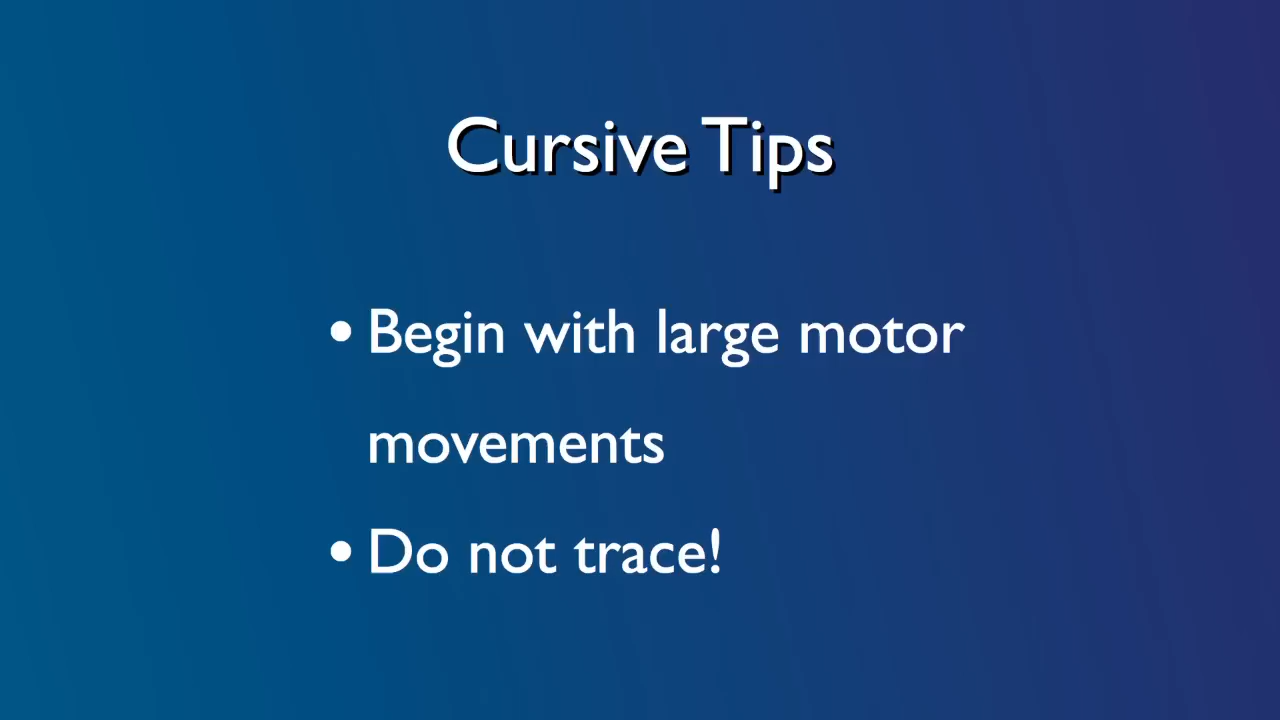 Cursive Tips
• Begin with large motor
movements
• Do not trace!